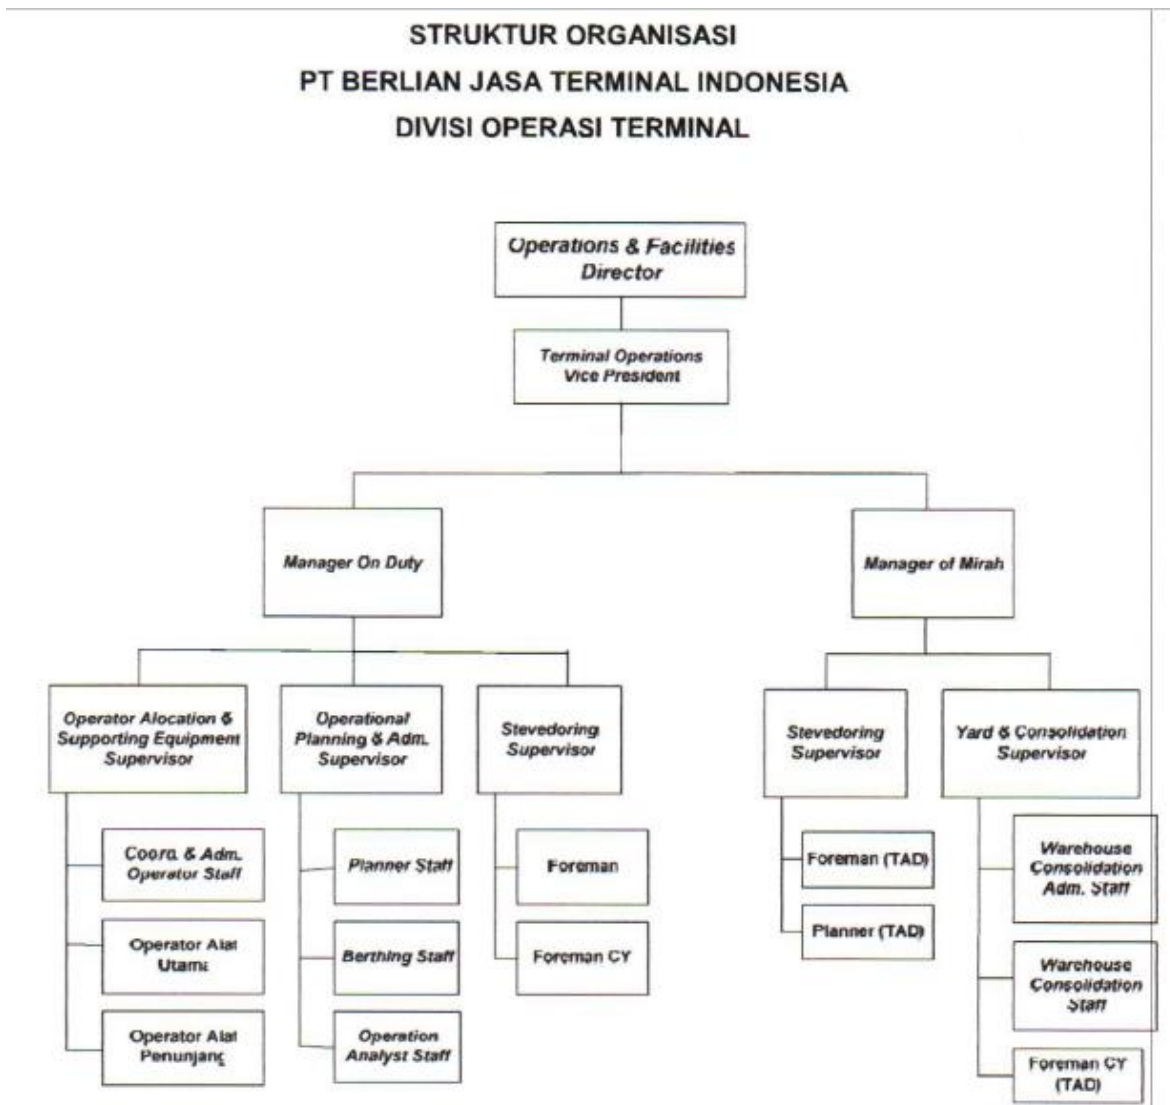 STRUKTUR ORGANISASI
PT BERLIAN JASA TERMINAL INDONESIA
DIVISI OPERASI TERMINAL
Operations & Facilities
Director
Terminal Operations
Vice President
Manager On Duty
Manager of Mirah
Operator Alocation &
Supporting Equipment
Supervisor
Operational
Planning & Adm.
Supervisor
Stevedoring
Supervisor
Stevedoring
Supervisor
Yard & Consolidation
Supervisor
Coord. & Adm.
Operator Staff
Operator Alat
Utama
Operator Alat
Penunjang
Planner Staff
Berthing Staff
Operation
Analyst Staff
Foreman
Foreman CY
Foreman (TAD)
Planner (TAD)
Warehouse
Consolidation
Adm. Staff
Warehouse
Consolidation
Staff
Foreman CY
(TAD)